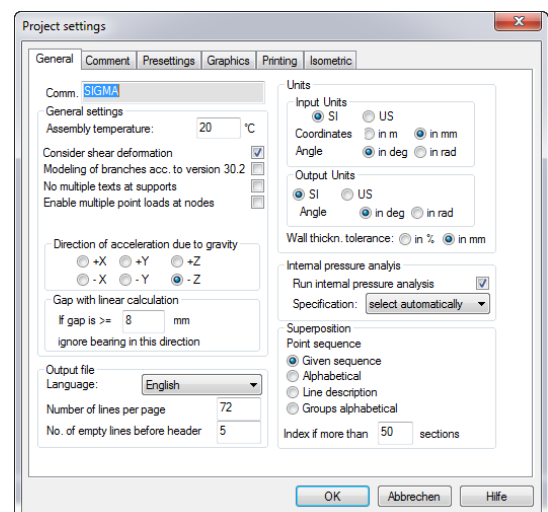 Project settings
General Comment Presettings Graphics Printing Isometric
Comm. SIGMA
General settings
Assembly temperature: 20 °C
Consider shear deformation
Modeling of branches acc. to version 30.2
No multiple texts at supports
Enable multiple point loads at nodes
Direction of acceleration due to gravity
+X +Y +Z
- X - Y - Z
Gap with linear calculation
If gap is >= 8 mm
ignore bearing in this direction
Output file
Language: English
Number of lines per page 72
No. of empty lines before header 5
Units
Input Units
SI US
Coordinates in m in mm
Angle in deg in rad
Output Units
SI US
Angle in deg in rad
Wall thickn. tolerance: in % in mm
Internal pressure analyis
Run internal pressure analysis
Specification: select automatically
Superposition
Point sequence
Given sequence
Alphabetical
Line description
Groups alphabetical
Index if more than 50 sections
OK Abbrechen Hilfe